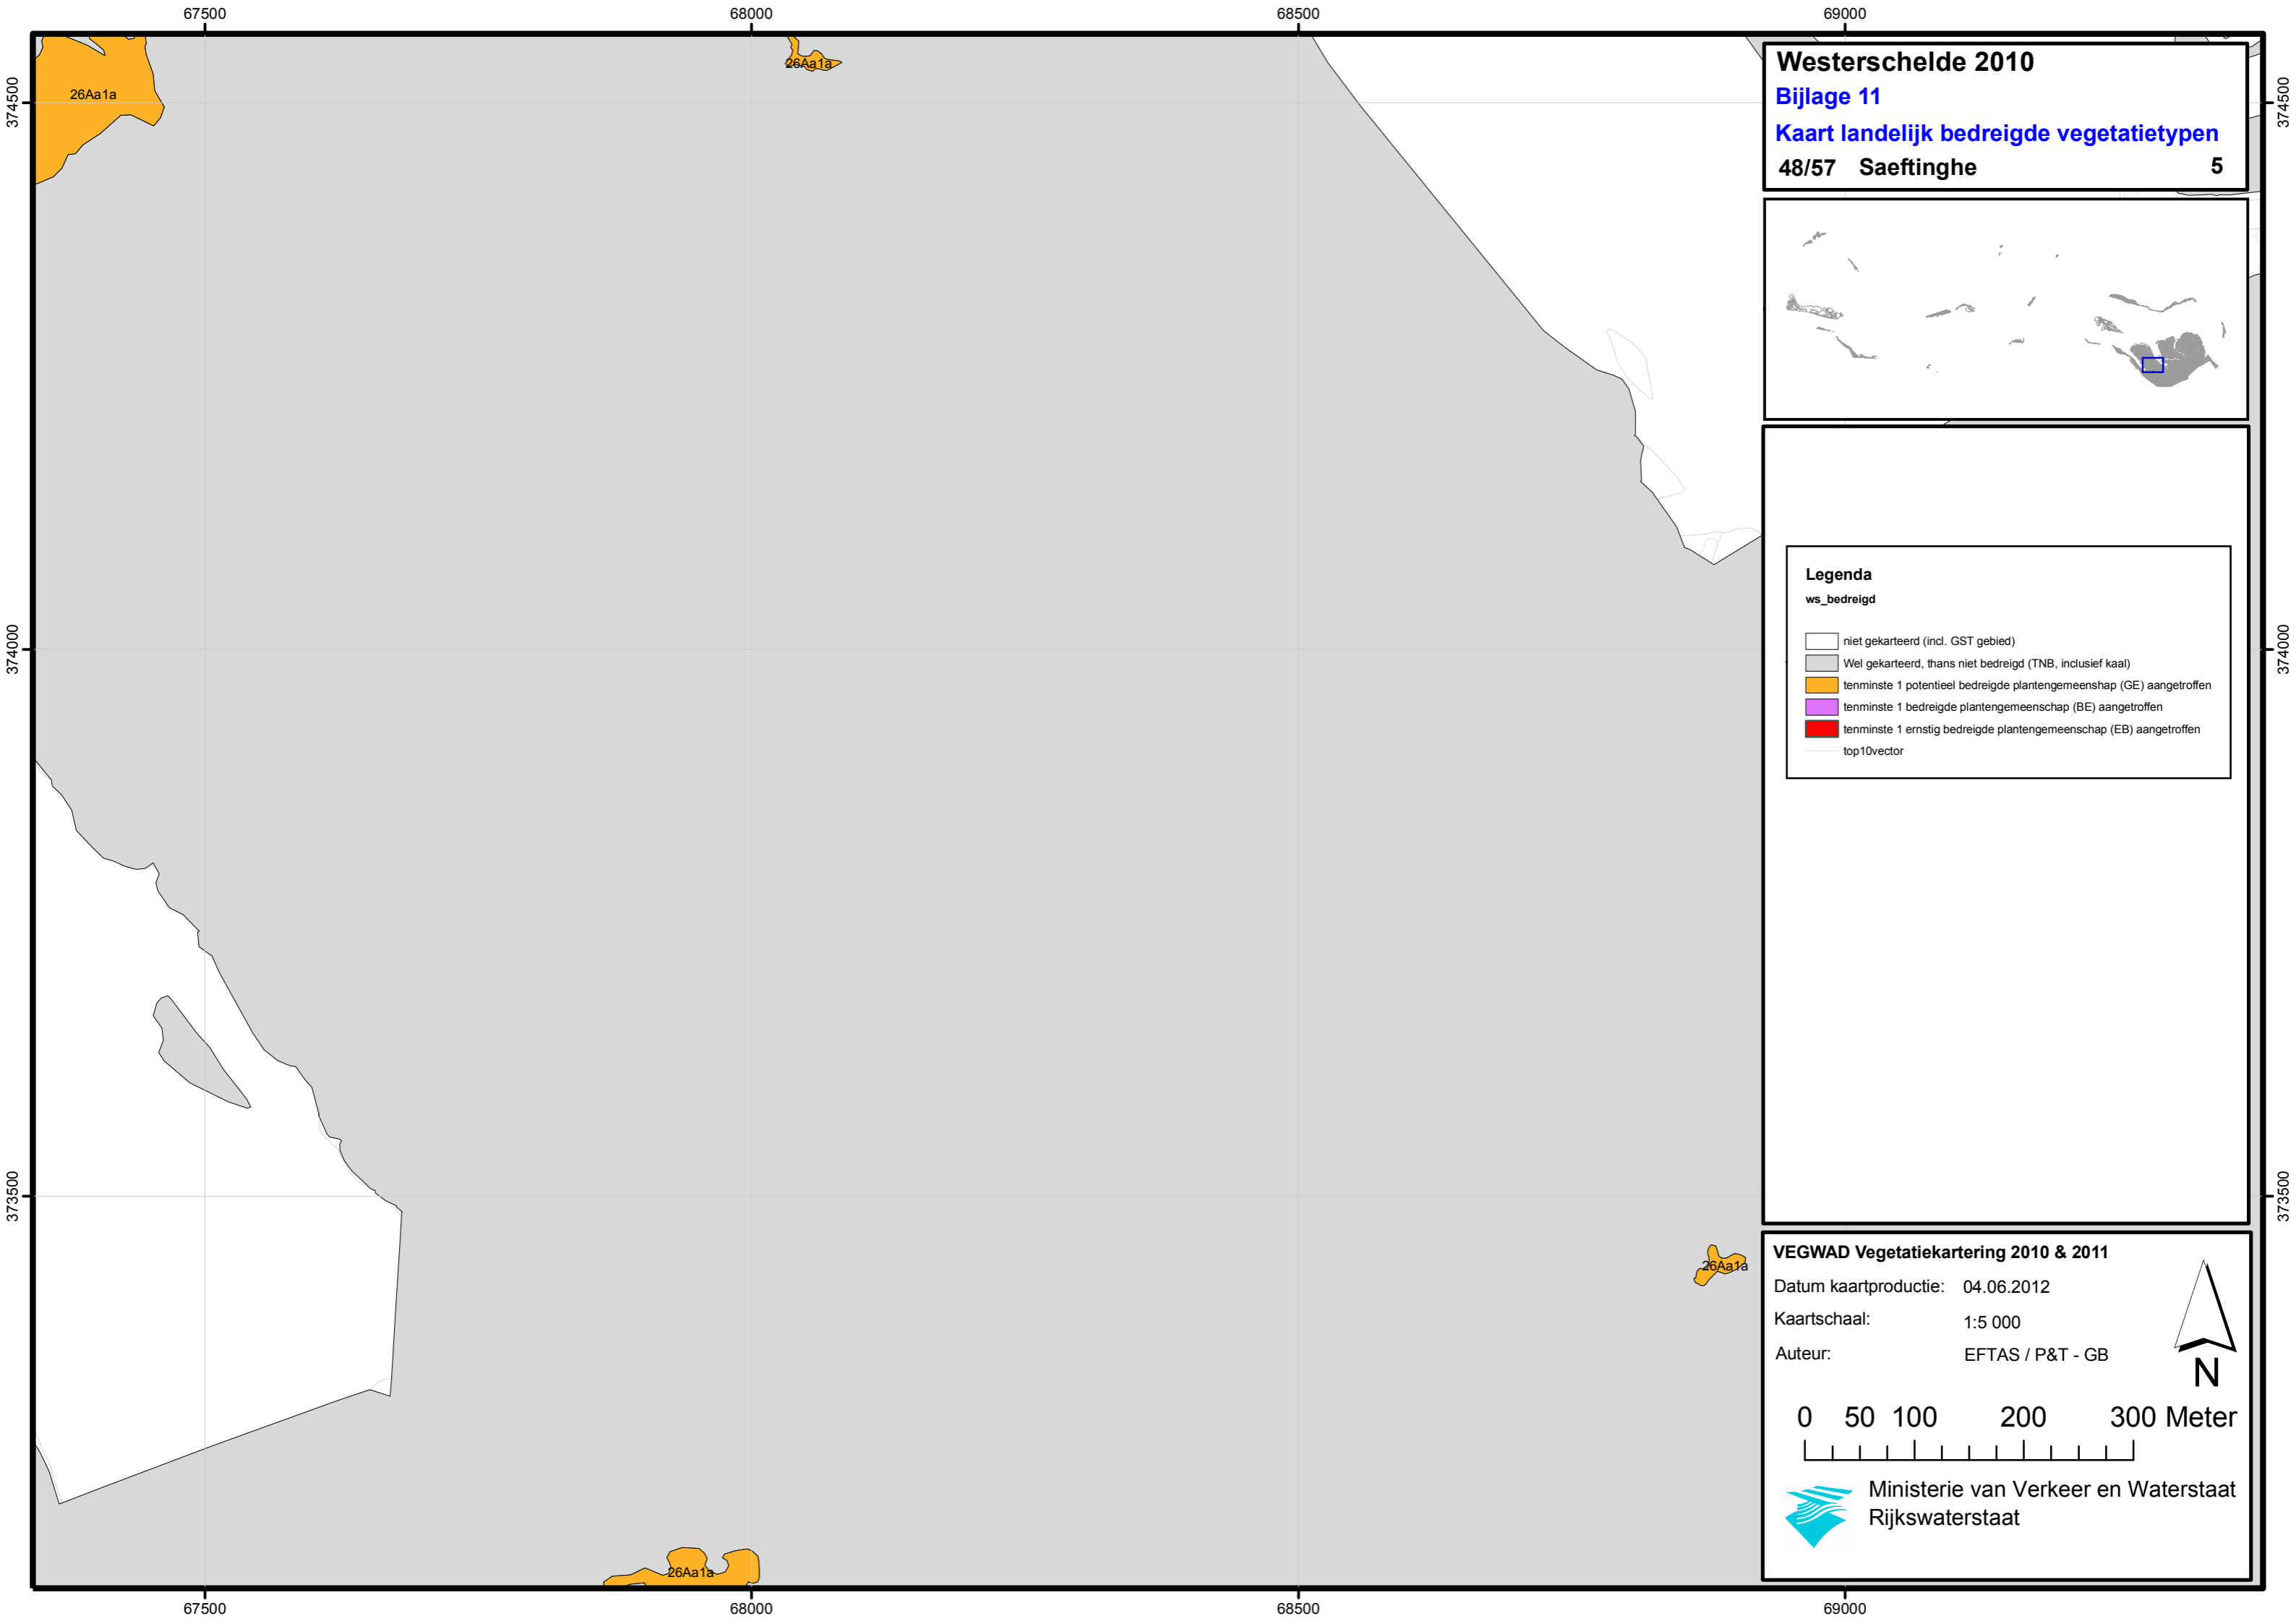 67500 68000 68500 69000
374500
374000
373500
26Aa1a
26Aa1a
26Aa1a
26Aa1a
Westerschelde 2010
Bijlage 11
Kaart landelijk bedreigde vegetatietypen
48/57 Saeftinghe 5
Legenda
ws_bedreigd
niet gekarteerd (incl. GST gebied)
Wel gekarteerd, thans niet bedreigd (TNB, inclusief kaal)
tenminste 1 potentieel bedreigde plantengemeenshap (GE) aangetroffen
tenminste 1 bedreigde plantengemeenschap (BE) aangetroffen
tenminste 1 ernstig bedreigde plantengemeenschap (EB) aangetroffen
top10vector
VEGWAD Vegetatiekartering 2010 & 2011
Datum kaartproductie: 04.06.2012
Kaartschaal: 1:5 000
Auteur: EFTAS / P&T - GB
N
0 50 100 200 300 Meter
Ministerie van Verkeer en Waterstaat
Rijkswaterstaat
374500
374000
373500
67500 68000 68500 69000